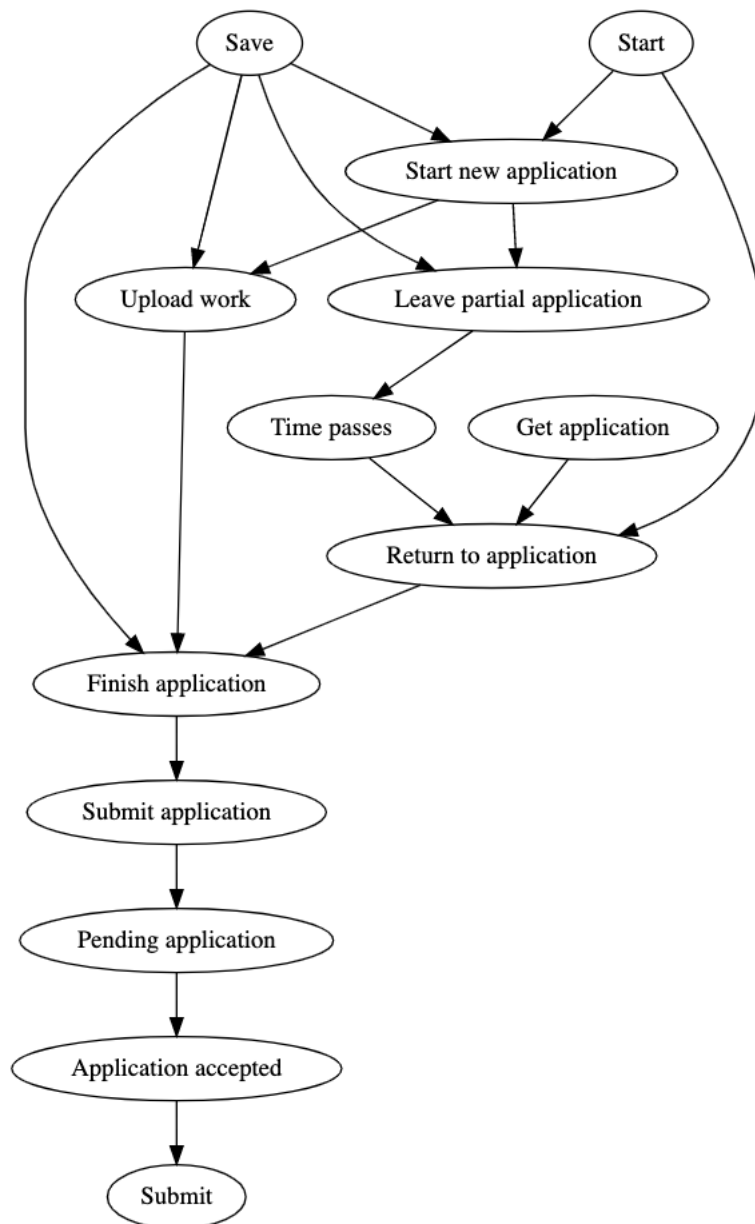 Save
Start
Start new application
Upload work
Leave partial application
Time passes
Get application
Return to application
Finish application
Submit application
Pending application
Application accepted
Submit